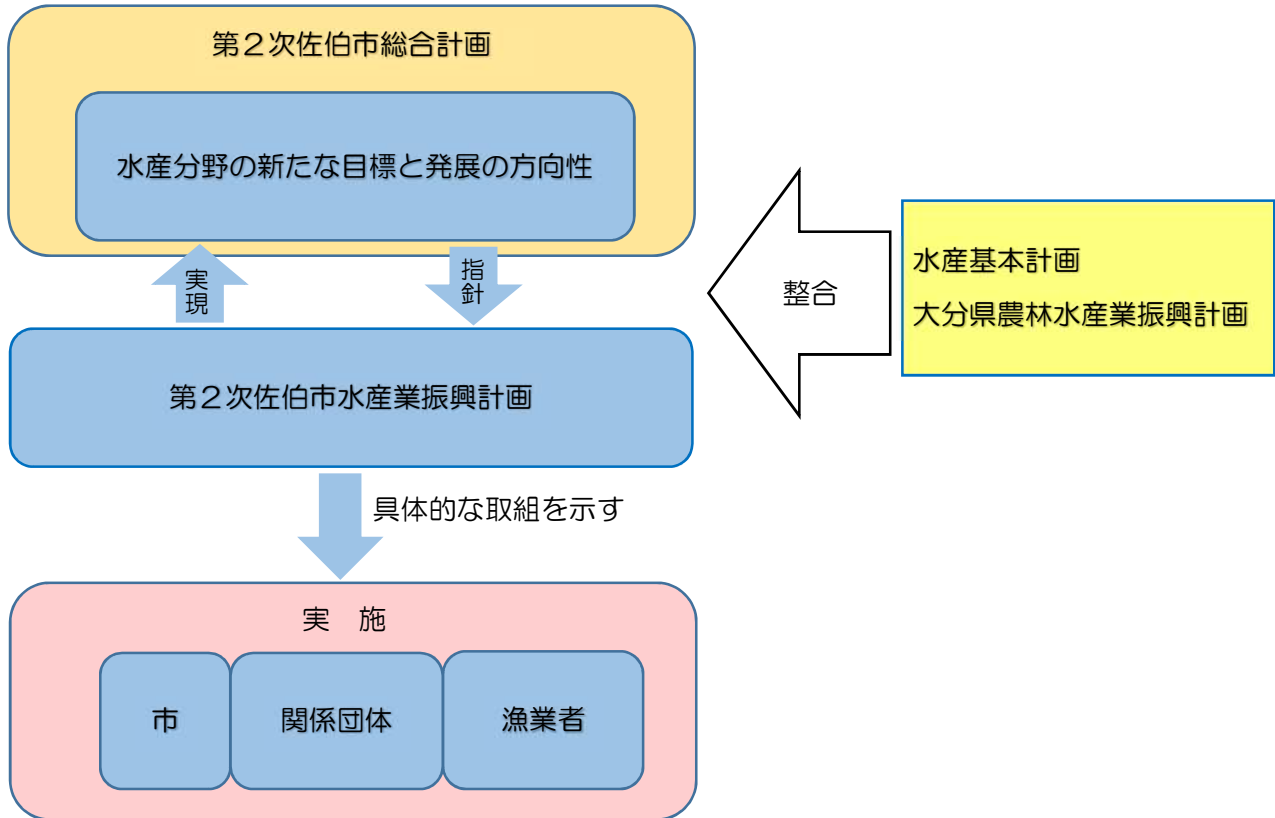 第２次佐伯市総合計画
水産分野の新たな目標と発展の方向性
実現
指針
整合
水産基本計画
大分県農林水産業振興計画
第２次佐伯市水産業振興計画
具体的な取組を示す
実　施
市
関係団体
漁業者